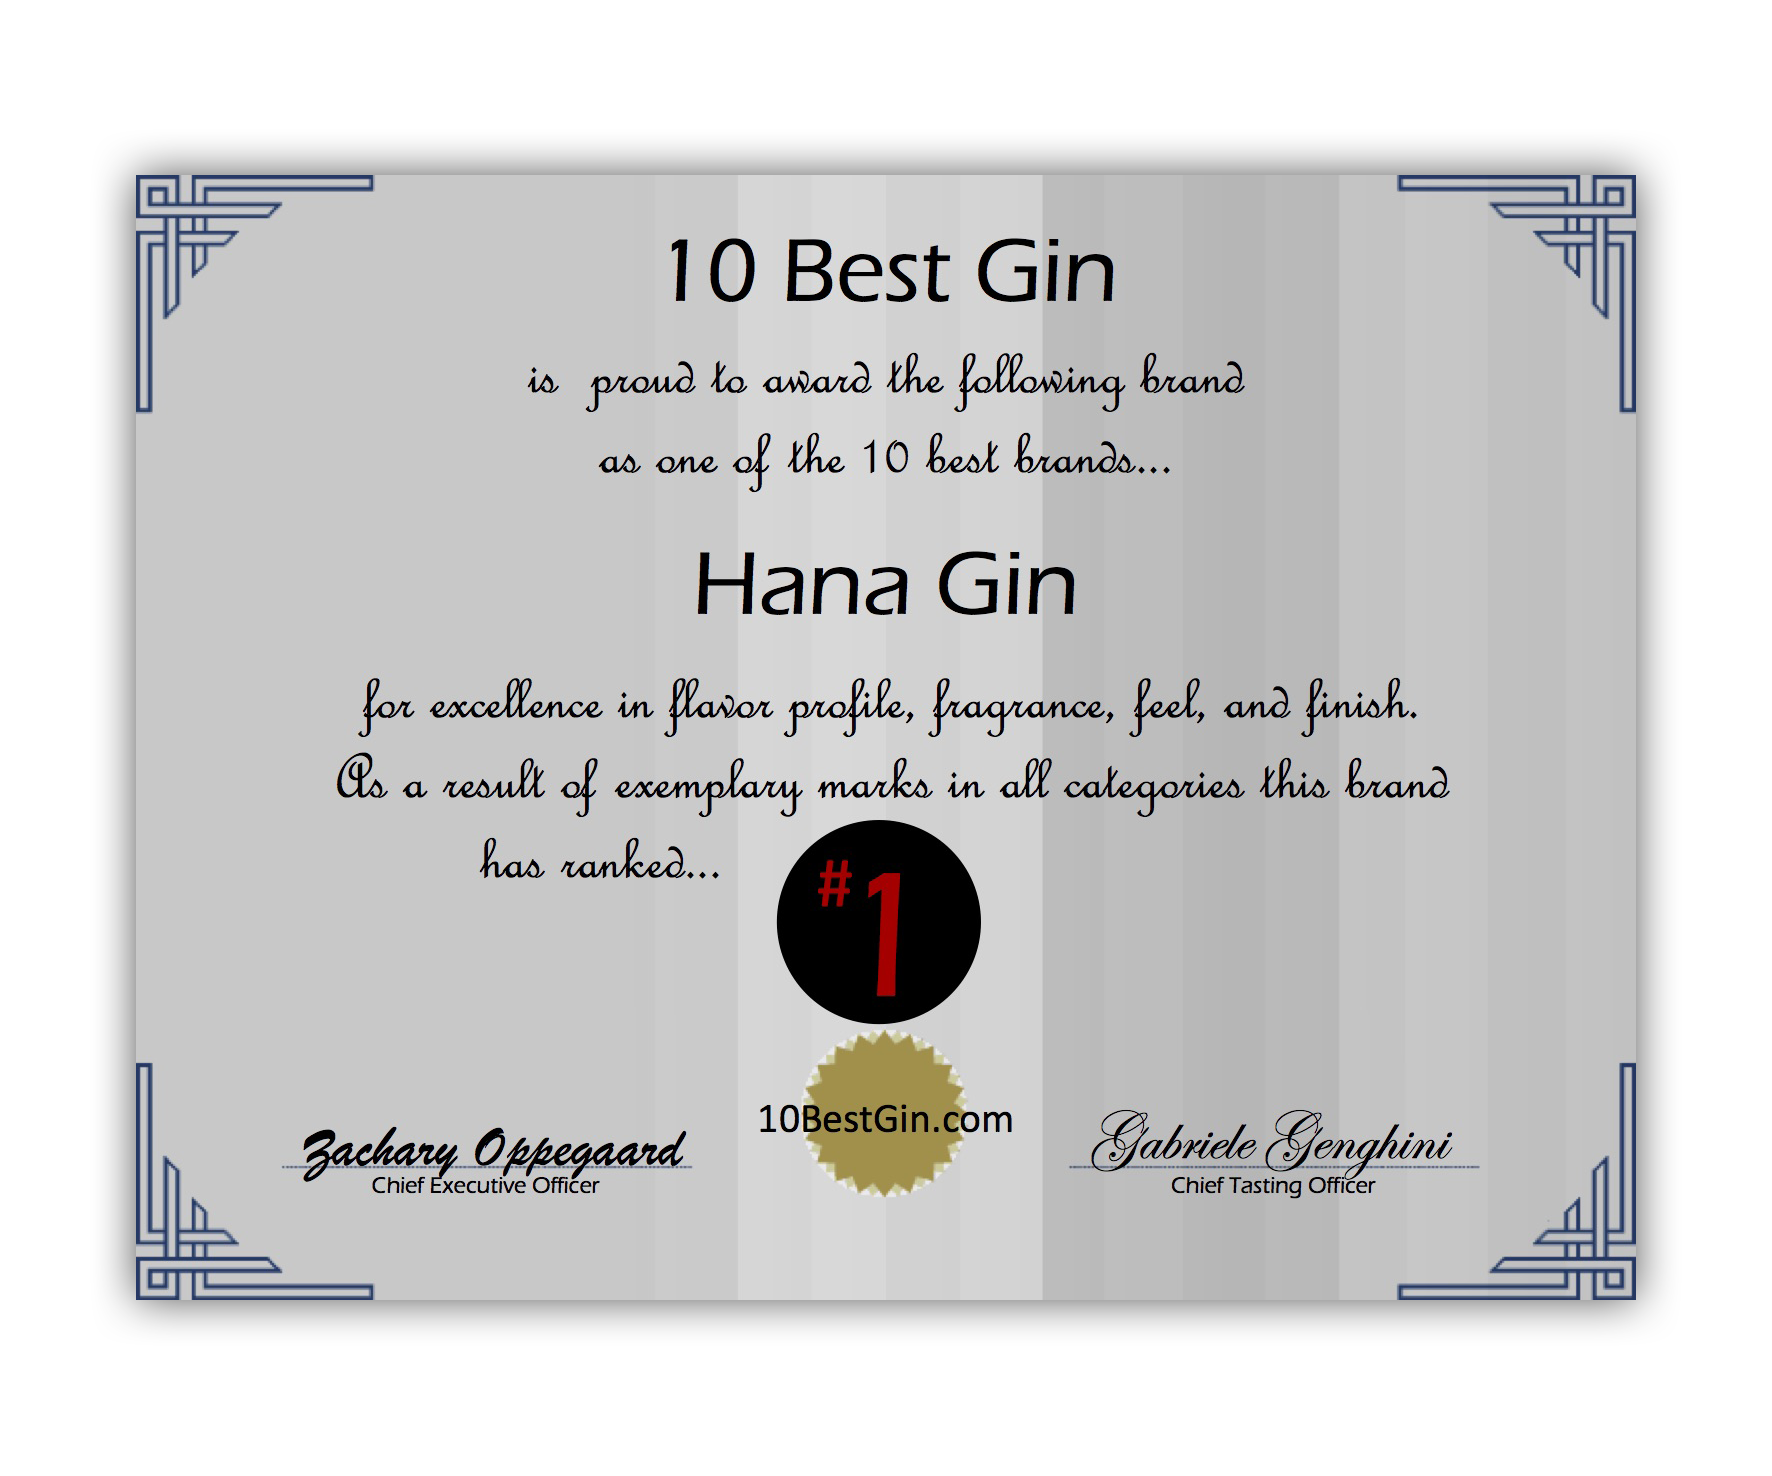 10 Best Gin
is proud to award the following brand
as one of the 10 best brands...
Hana Gin
for excellence in flavor profile, fragrance, feel, and finish.
As a result of exemplary marks in all categories this brand
has ranked...
#1
10BestGin.com
Zachary Oppegaard
Chief Executive Officer
Gabriele Genghini
Chief Tasting Officer